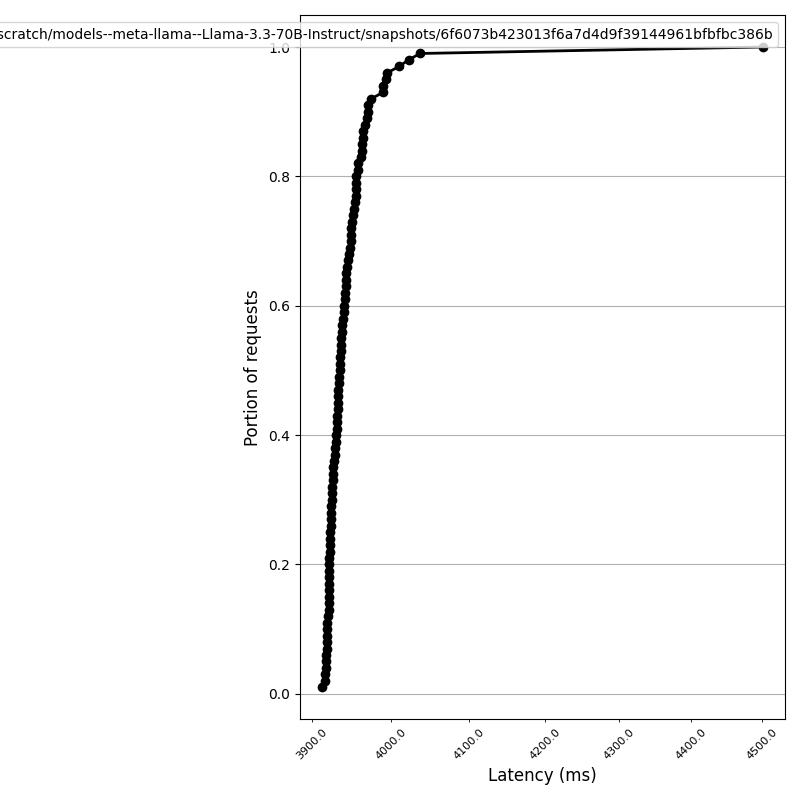 scratch/models--meta-llama--Llama-3.3-70B-Instruct/snapshots/6f6073b423013f6a7d4d9f39144961bfbfbc386b
1.0
0.8
0.6
0.4
0.2
0.0
Portion of requests
3900.0 4000.0 4100.0 4200.0 4300.0 4400.0 4500.0
Latency (ms)